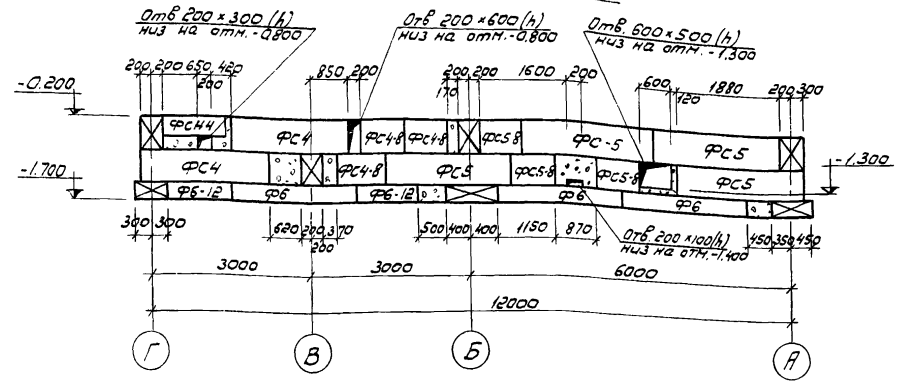 Отв 200×300(h)
низ на отм.-0,800
Отв 200×600(h)
низ на отм.-0,800
Отв. 600×500(h)
низ на отм.-1,300
200 200 650 420
200
850 200
200 200
170
1600 200
600
120
1880
200 300
-0.200
ФСН4
ФС4
ФС4-8
ФС4-8
ФС5-8
ФС-5
ФС5
-1.700
ФС4
ФС4-8
ФС5
ФС5-8
ФС5-8
ФС5
-1.300
Ф6-12
Ф6
Ф6-12
Ф6
Ф6
300 300
620 200 370
200
500 400 400 1150 870
Отв. 200×100(h)
низ на отм.-1.400
450 350 450
3000
3000
6000
12000
Г
В
Б
А